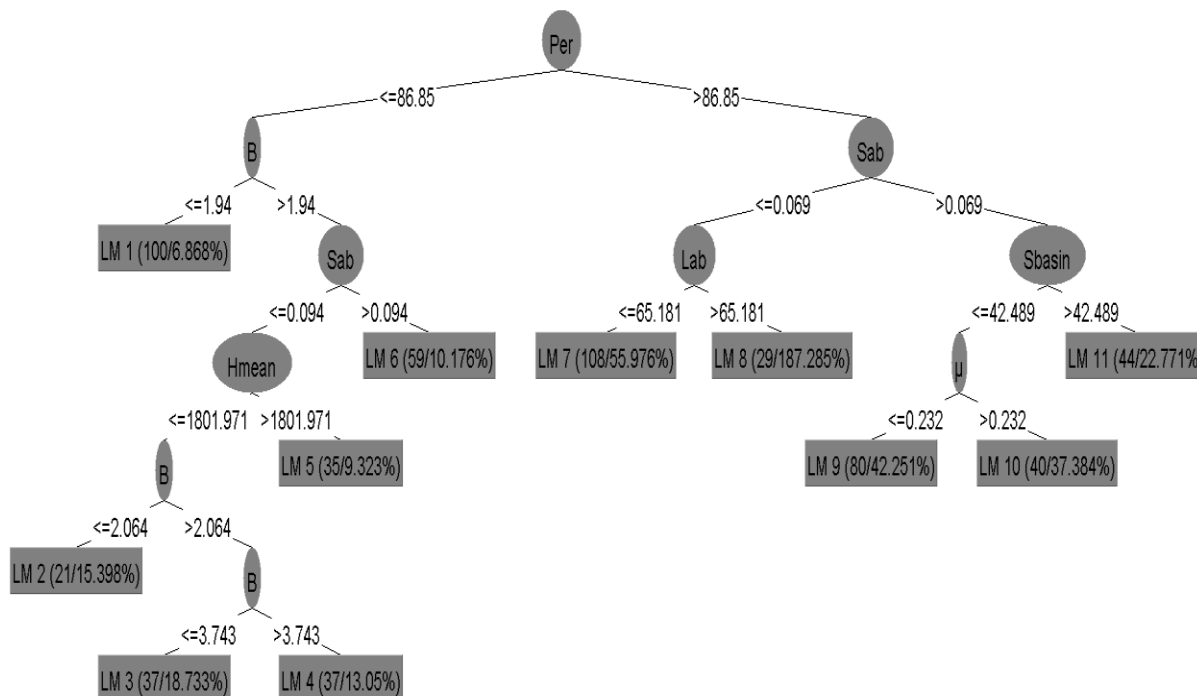 Per
<=86.85 >86.85
B Sab
<=1.94 >1.94 <=0.069 >0.069
LM 1 (100/6.868%) Sab Lab Sbasin
<=0.094 >0.094 <=65.181 >65.181 <=42.489 >42.489
Hmean LM 6 (59/10.176%) LM 7 (108/55.976%) LM 8 (29/187.285%) µ LM 11 (44/22.771%
<=1801.971 >1801.971 <=0.232 >0.232
B LM 5 (35/9.323%) LM 9 (80/42.251%) LM 10 (40/37.384%)
<=2.064 >2.064
LM 2 (21/15.398%) B
<=3.743 >3.743
LM 3 (37/18.733%) LM 4 (37/13.05%)